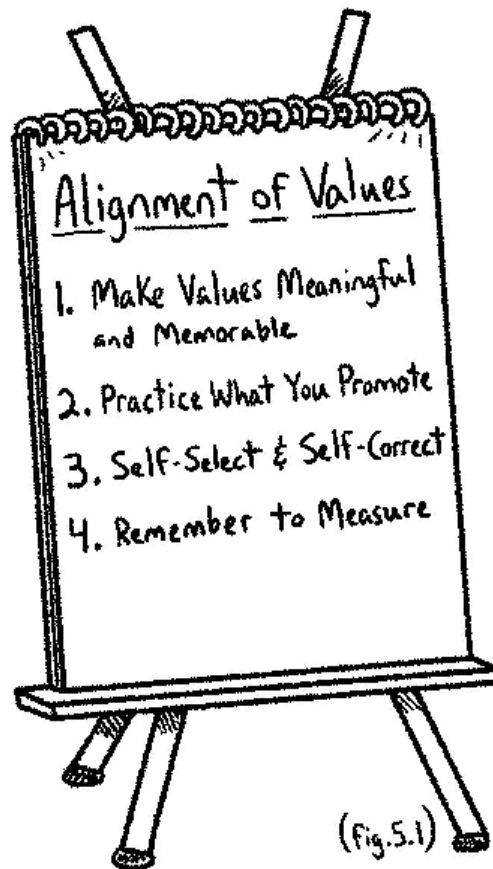 Alignment of Values
1. Make Values Meaningful
and Memorable
2. Practice What You Promote
3. Self-Select & Self-Correct
4. Remember to Measure
(fig.5.1)